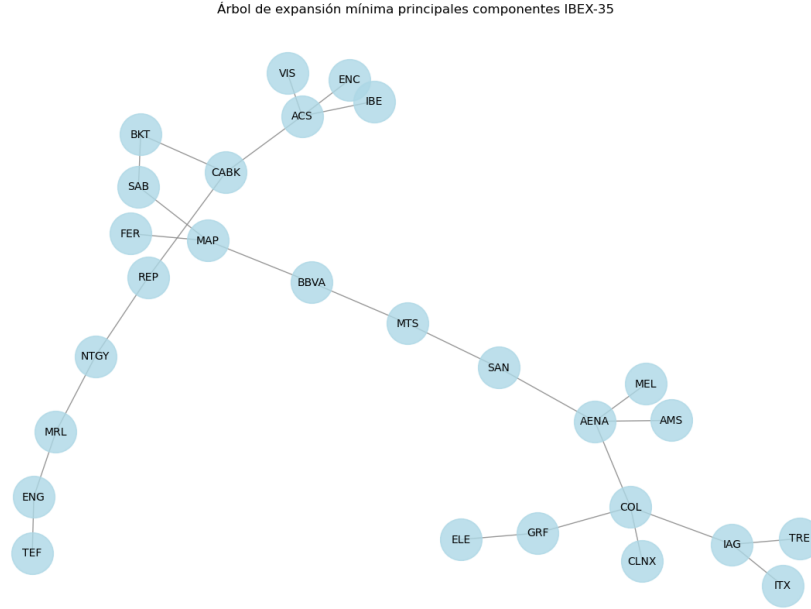 Árbol de expansión mínima principales componentes IBEX-35
VIS
ENC
IBE
ACS
BKT
CABK
SAB
FER
MAP
REP
BBVA
MTS
NTGY
SAN
MEL
AENA
AMS
MRL
ENG
COL
GRF
ELE
TRE
IAG
TEF
CLNX
ITX